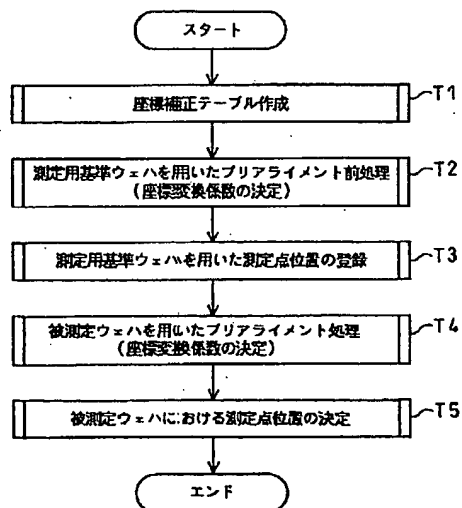 スタート
座標補正テーブル作成
T1
測定用基準ウェハを用いたプリアライメント前処理
(座標変換係数の決定)
T2
測定用基準ウェハを用いた測定点位置の登録
T3
被測定ウェハを用いたプリアライメント処理
(座標変換係数の決定)
T4
被測定ウェハにおける測定点位置の決定
T5
エンド